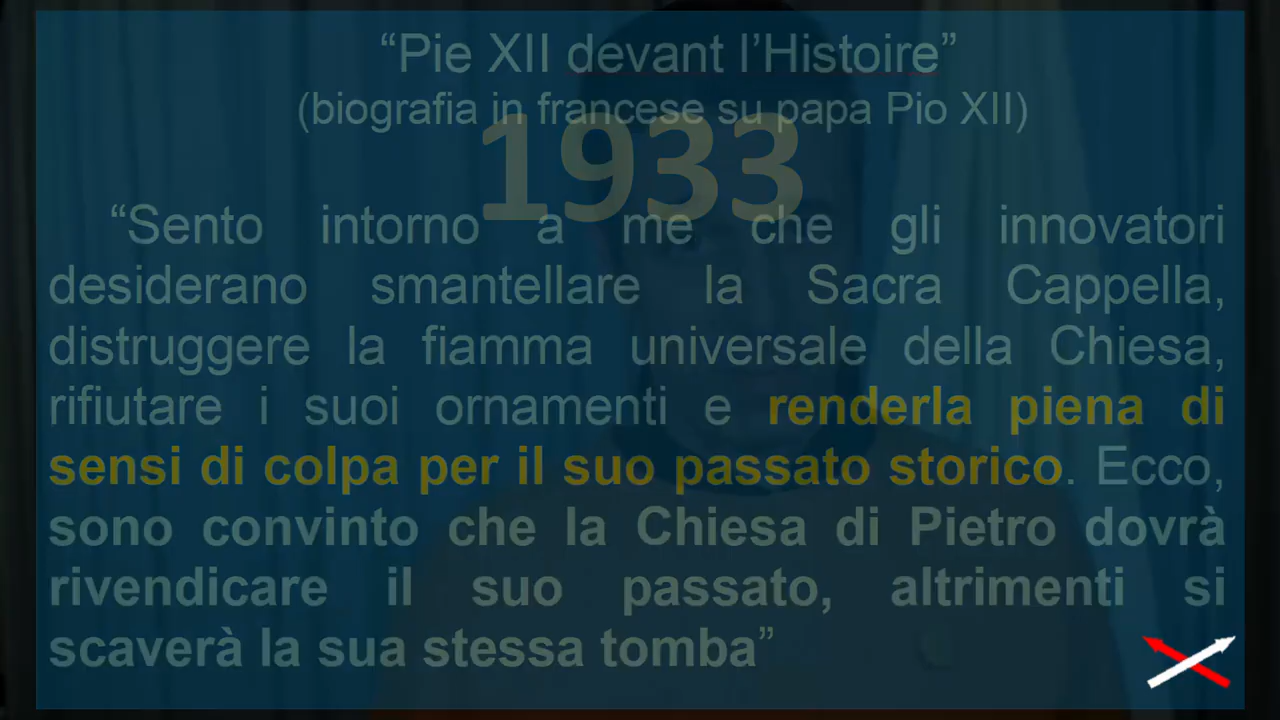 “Pie XII devant l’Histoire”
(biografia in francese su papa Pio XII)
1933
“Sento intorno a me che gli innovatori
desiderano smantellare la Sacra Cappella,
distruggere la fiamma universale della Chiesa,
rifiutare i suoi ornamenti e renderla piena di
sensi di colpa per il suo passato storico. Ecco,
sono convinto che la Chiesa di Pietro dovrà
rivendicare il suo passato, altrimenti si
scaverà la sua stessa tomba”